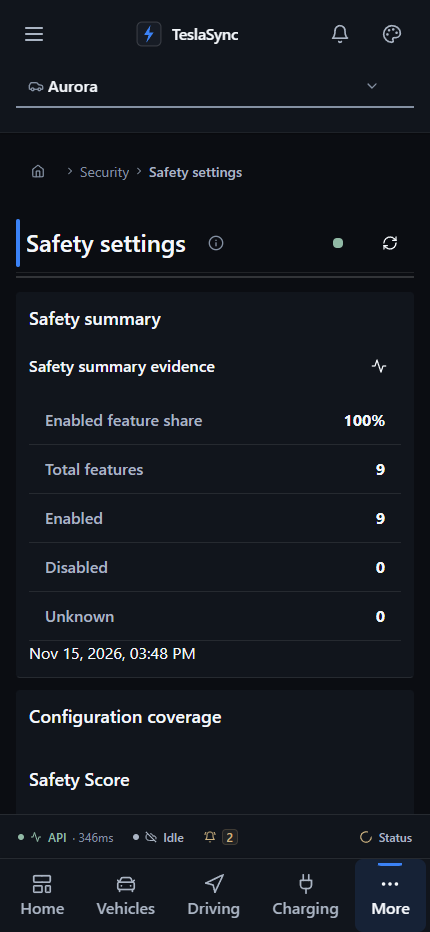 TeslaSync
Aurora
Security
Safety settings
Safety settings
Safety summary
Safety summary evidence
Enabled feature share 100%
Total features 9
Enabled 9
Disabled 0
Unknown 0
Nov 15, 2026, 03:48 PM
Configuration coverage
Safety Score
API · 346ms Idle 2 Status
Home Vehicles Driving Charging More